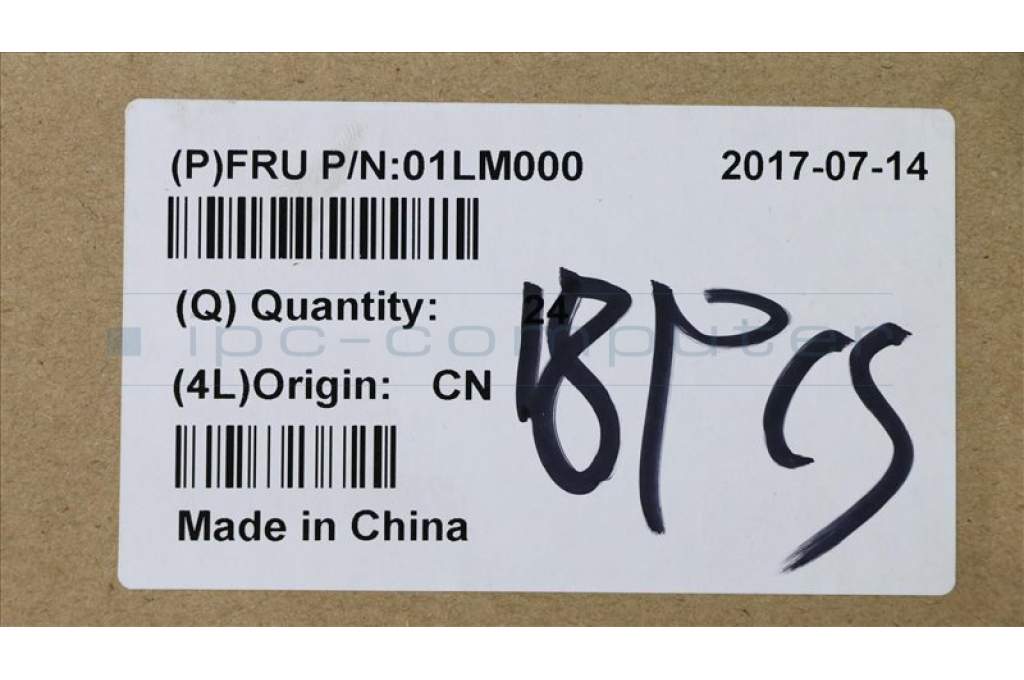 (P)FRU P/N:01LM000 2017-07-14
(Q) Quantity: 24
18PCS
ipc-computer
(4L)Origin: CN
Made in China